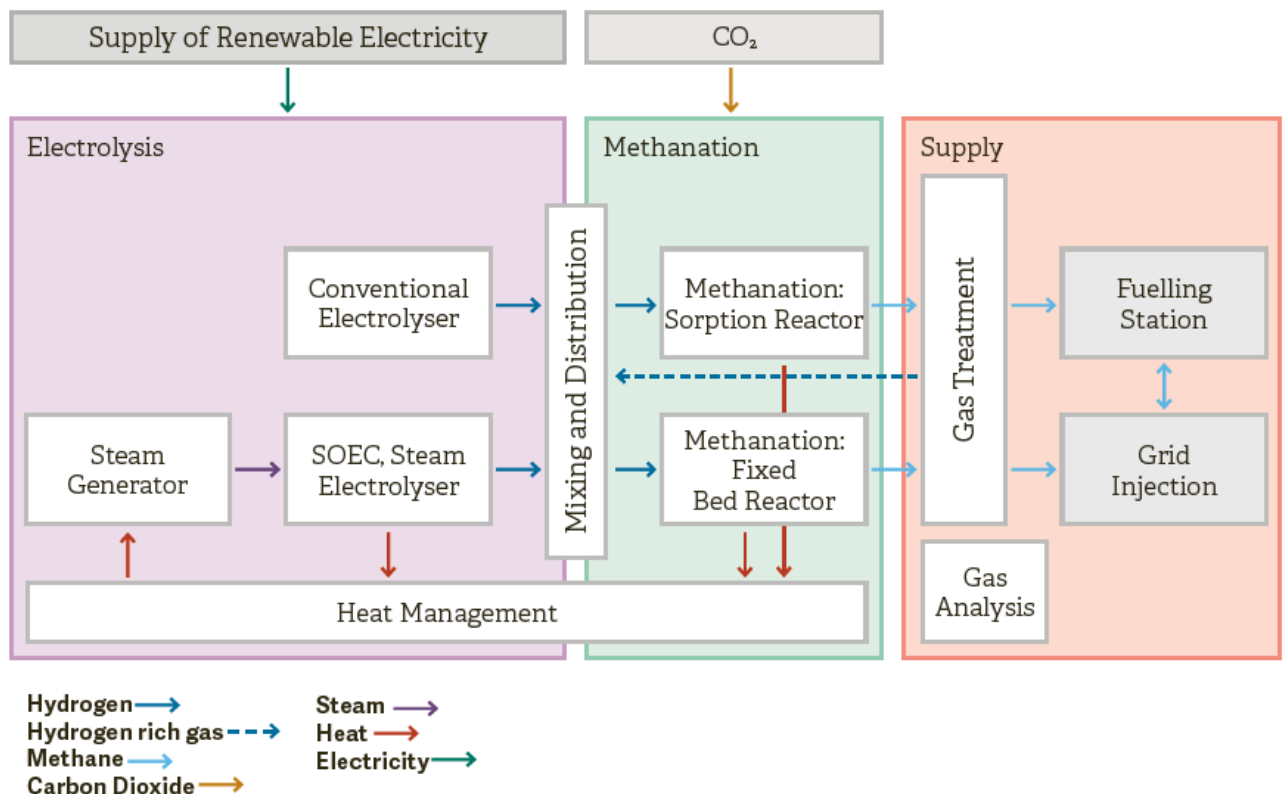 Supply of Renewable Electricity
CO₂
Electrolysis
Methanation
Supply
Conventional
Electrolyser
Mixing and Distribution
Methanation:
Sorption Reactor
Gas Treatment
Fuelling
Station
Steam
Generator
SOEC, Steam
Electrolyser
Methanation:
Fixed
Bed Reactor
Grid
Injection
Heat Management
Gas
Analysis
Hydrogen
Hydrogen rich gas
Methane
Carbon Dioxide
Steam
Heat
Electricity